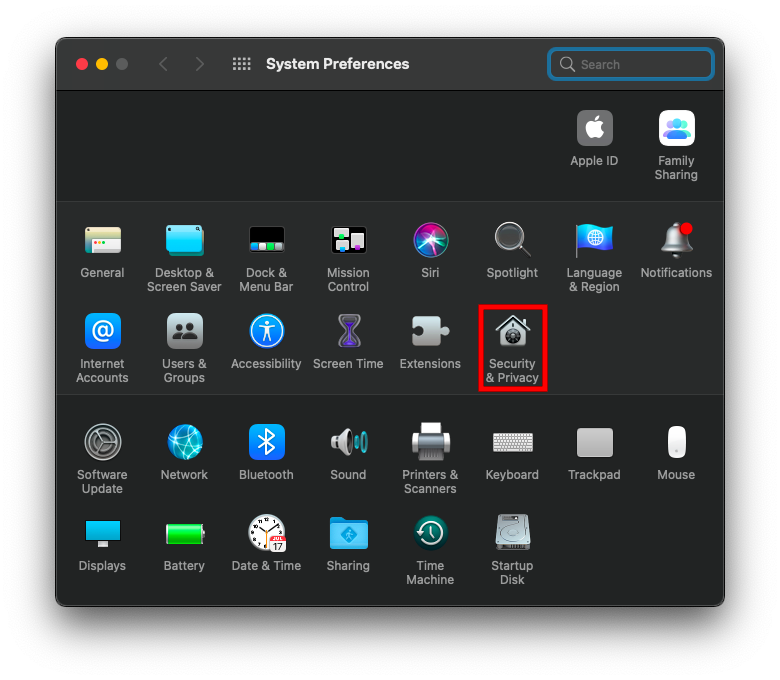 System Preferences
Search
Apple ID
Family
Sharing
General
Desktop &
Screen Saver
Dock &
Menu Bar
Mission
Control
Siri
Spotlight
Language
& Region
Notifications
@
Internet
Accounts
Users &
Groups
Accessibility
Screen Time
Extensions
Security
& Privacy
Software
Update
Network
Bluetooth
Sound
Printers &
Scanners
Keyboard
Trackpad
Mouse
Displays
Battery
JUL
17
Date & Time
Sharing
Time
Machine
Startup
Disk